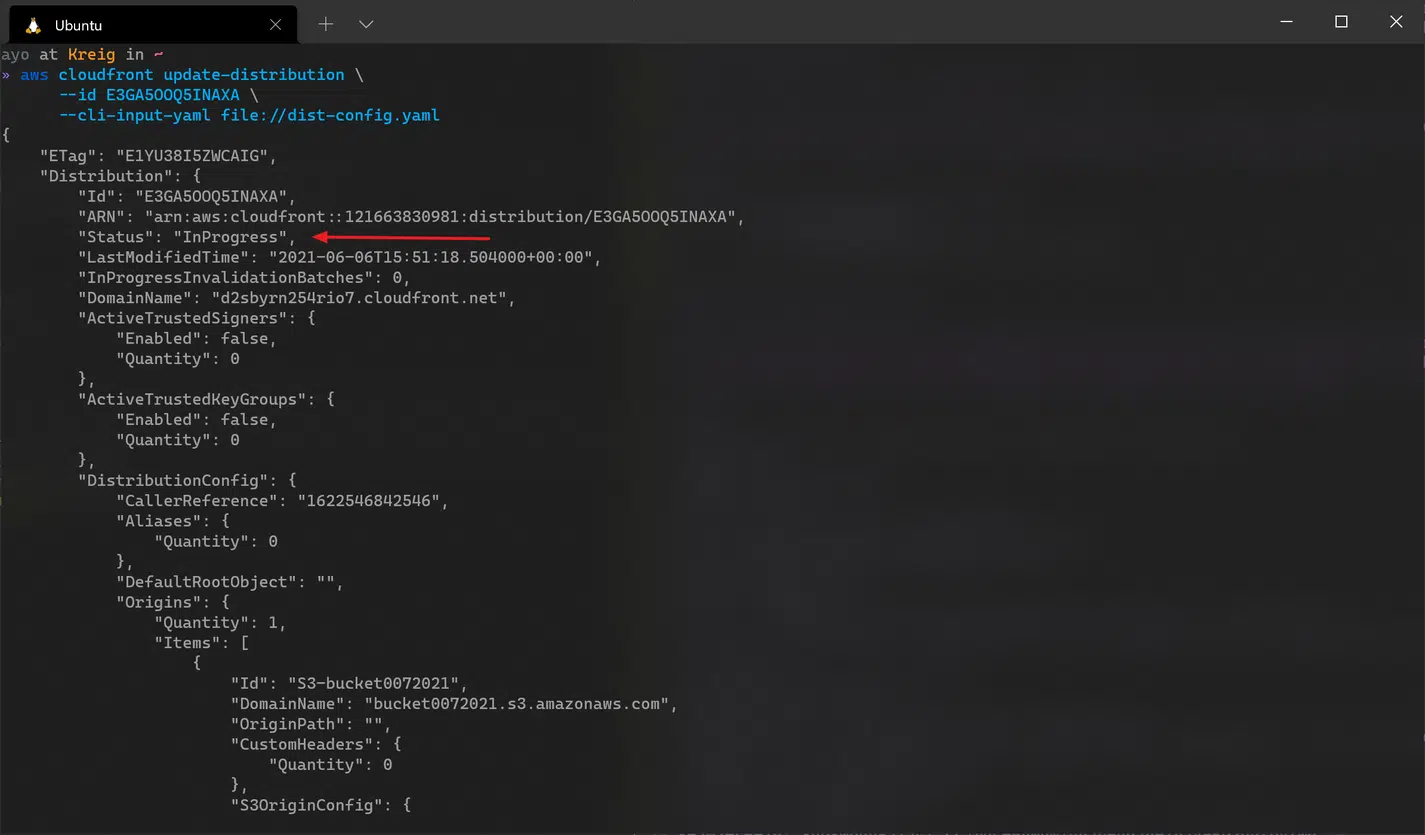 Ubuntu
ayo at Kreig in ~
» aws cloudfront update-distribution \
--id E3GA5OOQ5INAXA \
--cli-input-yaml file://dist-config.yaml
{
"ETag": "E1YU38I5ZWCAIG",
"Distribution": {
"Id": "E3GA5OOQ5INAXA",
"ARN": "arn:aws:cloudfront::121663830981:distribution/E3GA5OOQ5INAXA",
"Status": "InProgress",
"LastModifiedTime": "2021-06-06T15:51:18.504000+00:00",
"InProgressInvalidationBatches": 0,
"DomainName": "d2sbyrn254rio7.cloudfront.net",
"ActiveTrustedSigners": {
"Enabled": false,
"Quantity": 0
},
"ActiveTrustedKeyGroups": {
"Enabled": false,
"Quantity": 0
},
"DistributionConfig": {
"CallerReference": "1622546842546",
"Aliases": {
"Quantity": 0
},
"DefaultRootObject": "",
"Origins": {
"Quantity": 1,
"Items": [
{
"Id": "S3-bucket0072021",
"DomainName": "bucket0072021.s3.amazonaws.com",
"OriginPath": "",
"CustomHeaders": {
"Quantity": 0
},
"S3OriginConfig": {